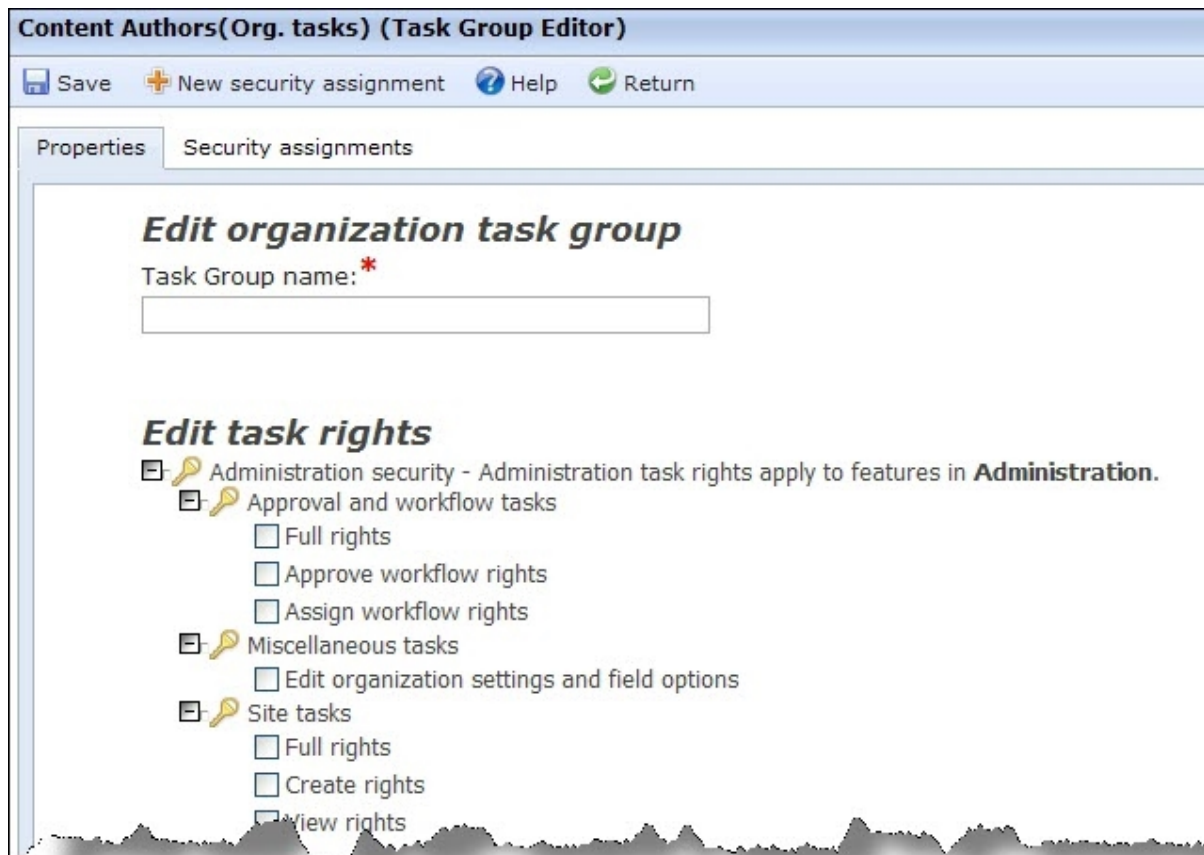 Content Authors(Org. tasks) (Task Group Editor)
Save New security assignment Help Return
Properties Security assignments
Edit organization task group
Task Group name:*
Edit task rights
Administration security - Administration task rights apply to features in Administration.
Approval and workflow tasks
Full rights
Approve workflow rights
Assign workflow rights
Miscellaneous tasks
Edit organization settings and field options
Site tasks
Full rights
Create rights
View rights